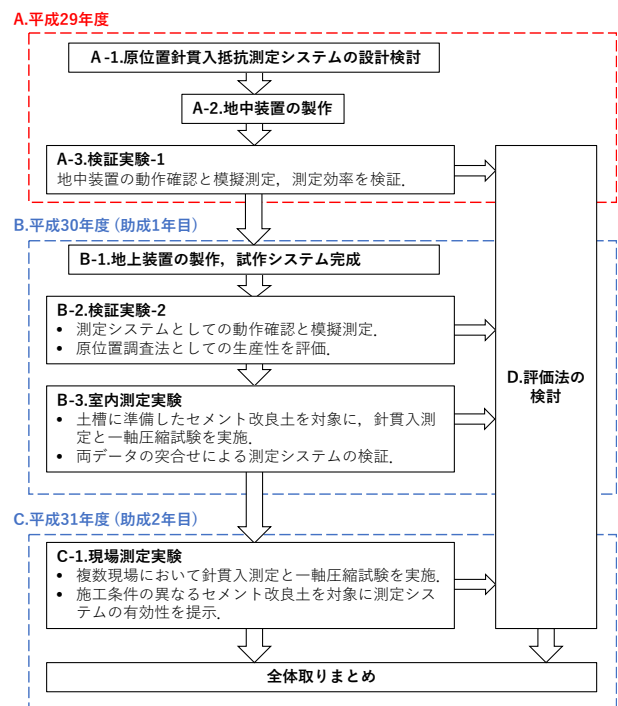 A.平成29年度
A-1.原位置針貫入抵抗測定システムの設計検討
A-2.地中装置の製作
A-3.検証実験-1
地中装置の動作確認と模擬測定，測定効率を検証．
B.平成30年度 (助成1年目)
B-1.地上装置の製作，試作システム完成
B-2.検証実験-2
• 測定システムとしての動作確認と模擬測定．
• 原位置調査法としての生産性を評価．
B-3.室内測定実験
• 土槽に準備したセメント改良土を対象に，針貫入測
定と一軸圧縮試験を実施．
• 両データの突合せによる測定システムの検証．
D.評価法の
検討
C.平成31年度 (助成2年目)
C-1.現場測定実験
• 複数現場において針貫入測定と一軸圧縮試験を実施．
• 施工条件の異なるセメント改良土を対象に測定シス
テムの有効性を提示．
全体取りまとめ